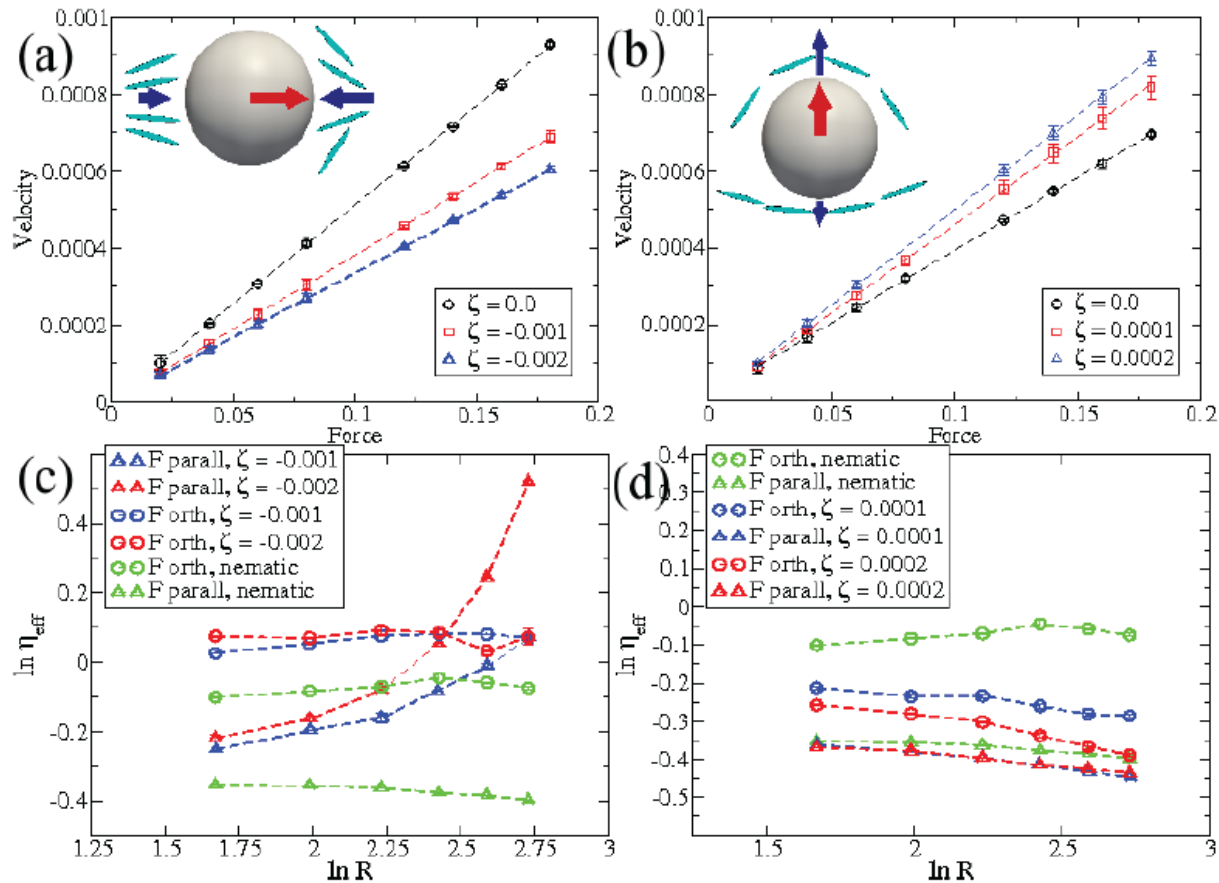 (a)
0.001
0.0008
0.0006
0.0004
0.0002
0
Velocity
0
0.05
0.1
0.15
0.2
Force
ζ = 0.0
ζ = -0.001
ζ = -0.002
(b)
0.001
0.0008
0.0006
0.0004
0.0002
Velocity
0
0.05
0.1
0.15
0.2
Force
ζ = 0.0
ζ = 0.0001
ζ = 0.0002
(c)
F parall, ζ = -0.001
F parall, ζ = -0.002
F orth, ζ = -0.001
F orth, ζ = -0.002
F orth, nematic
F parall, nematic
0.4
0.2
0
-0.2
-0.4
ln η_eff
1.25
1.5
1.75
2
2.25
2.5
2.75
3
ln R
(d)
F orth, nematic
F parall, nematic
F orth, ζ = 0.0001
F parall, ζ = 0.0001
F orth, ζ = 0.0002
F parall, ζ = 0.0002
0.4
0.3
0.2
0.1
0
-0.1
-0.2
-0.3
-0.4
-0.5
ln η_eff
1.5
2
2.5
3
ln R